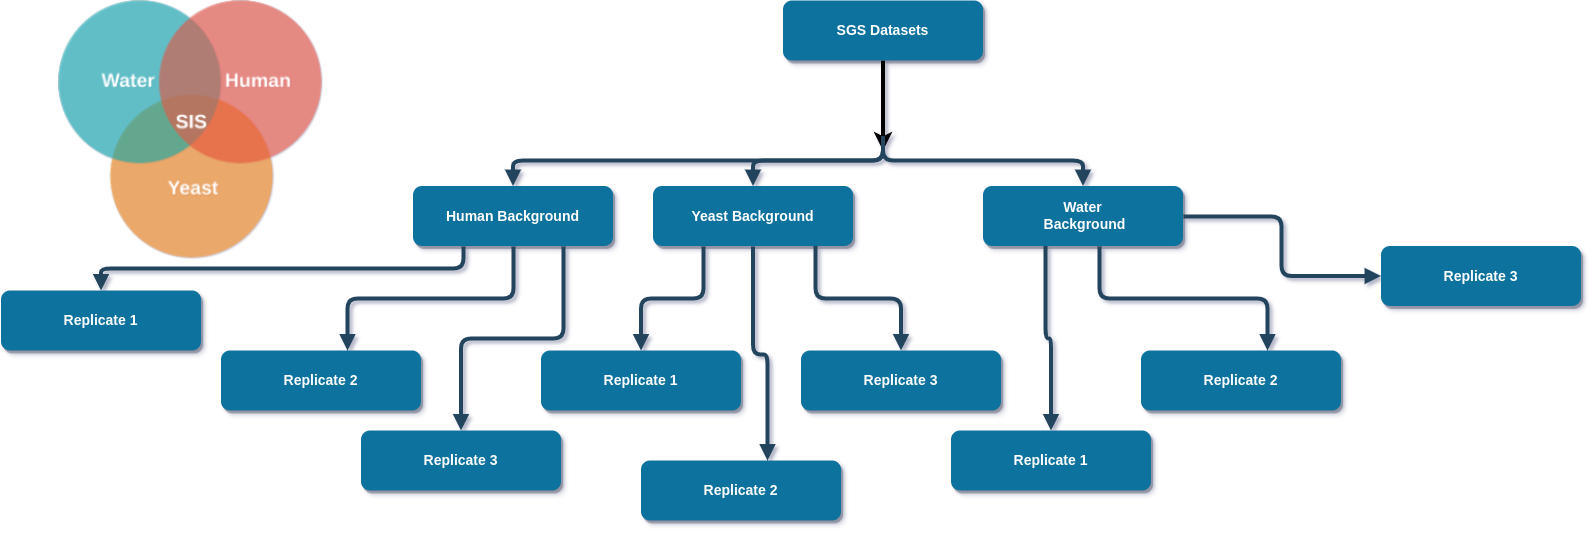 SGS Datasets
Water
Human
SIS
Yeast
Human Background
Yeast Background
Water
Background
Replicate 3
Replicate 1
Replicate 2
Replicate 1
Replicate 3
Replicate 2
Replicate 3
Replicate 1
Replicate 2